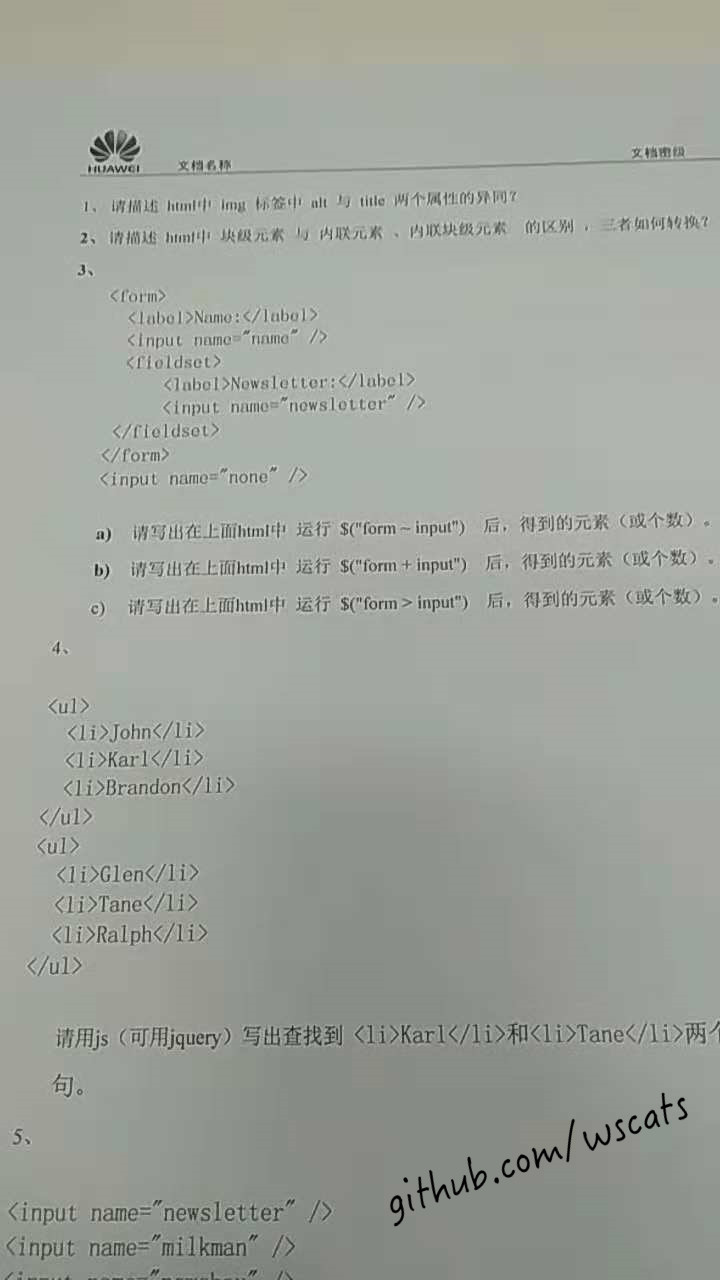 HUAWEI 文档名称 文档密级
1、 请描述 html中 img 标签中 alt 与 title 两个属性的异同？
2、 请描述 html中 块级元素 与 内联元素 、内联块级元素 的区别 ，三者如何转换？
3、
<form>
<label>Name:</label>
<input name="name" />
<fieldset>
<label>Newsletter:</label>
<input name="newsletter" />
</fieldset>
</form>
<input name="none" />
a) 请写出在上面html中 运行 $("form ~ input") 后，得到的元素（或个数）。
b) 请写出在上面html中 运行 $("form + input") 后，得到的元素（或个数）。
c) 请写出在上面html中 运行 $("form > input") 后，得到的元素（或个数）。
4、
<ul>
<li>John</li>
<li>Karl</li>
<li>Brandon</li>
</ul>
<ul>
<li>Glen</li>
<li>Tane</li>
<li>Ralph</li>
</ul>
请用js（可用jquery）写出查找到 <li>Karl</li>和<li>Tane</li>两个
句。
5、
github.com/wscats
<input name="newsletter" />
<input name="milkman" />